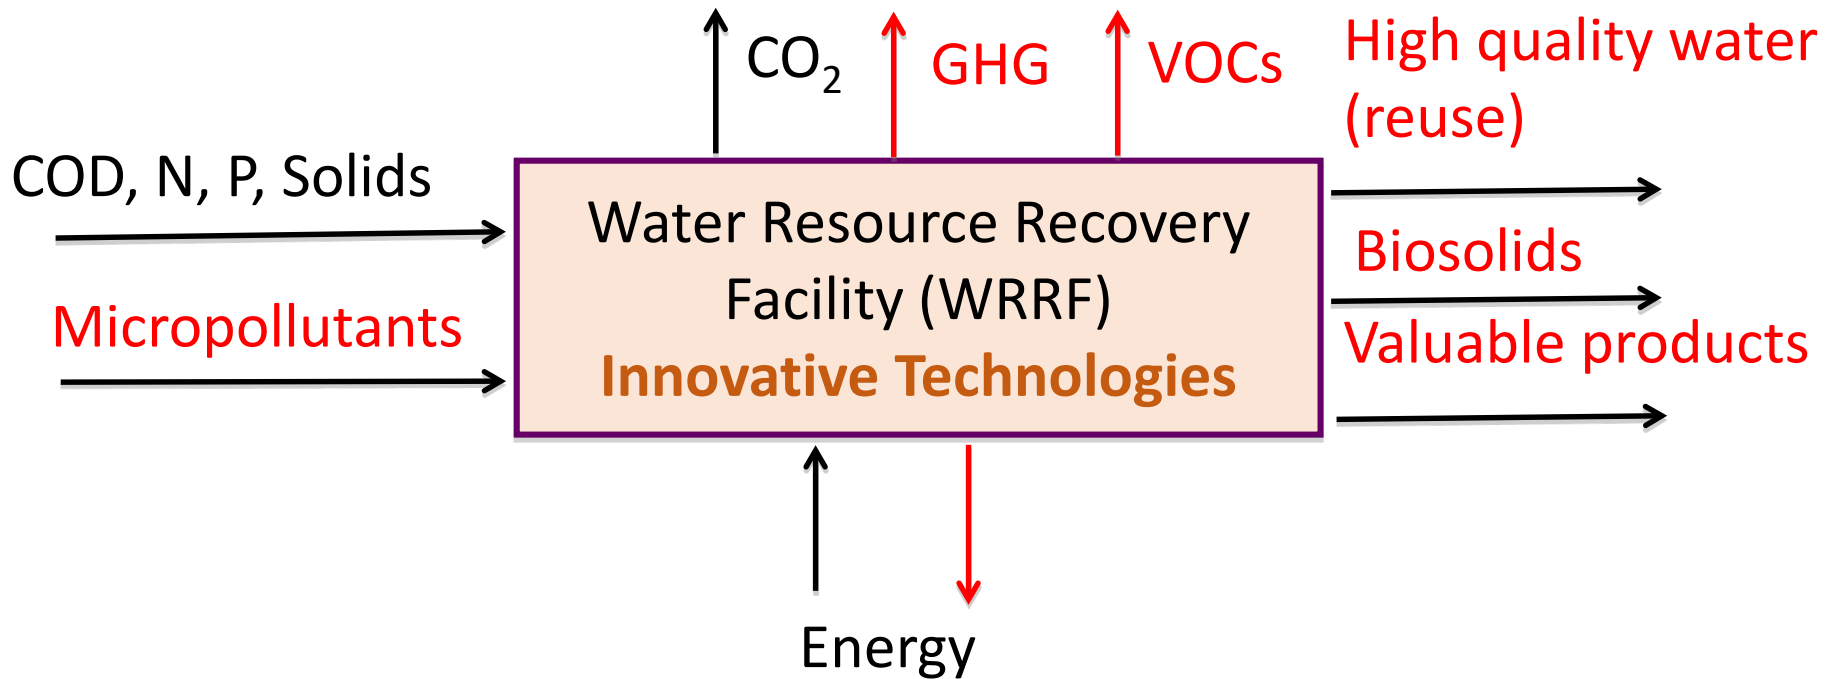 CO₂
GHG
VOCs
High quality water
(reuse)
COD, N, P, Solids
Water Resource Recovery
Facility (WRRF)
Innovative Technologies
Micropollutants
Biosolids
Valuable products
Energy